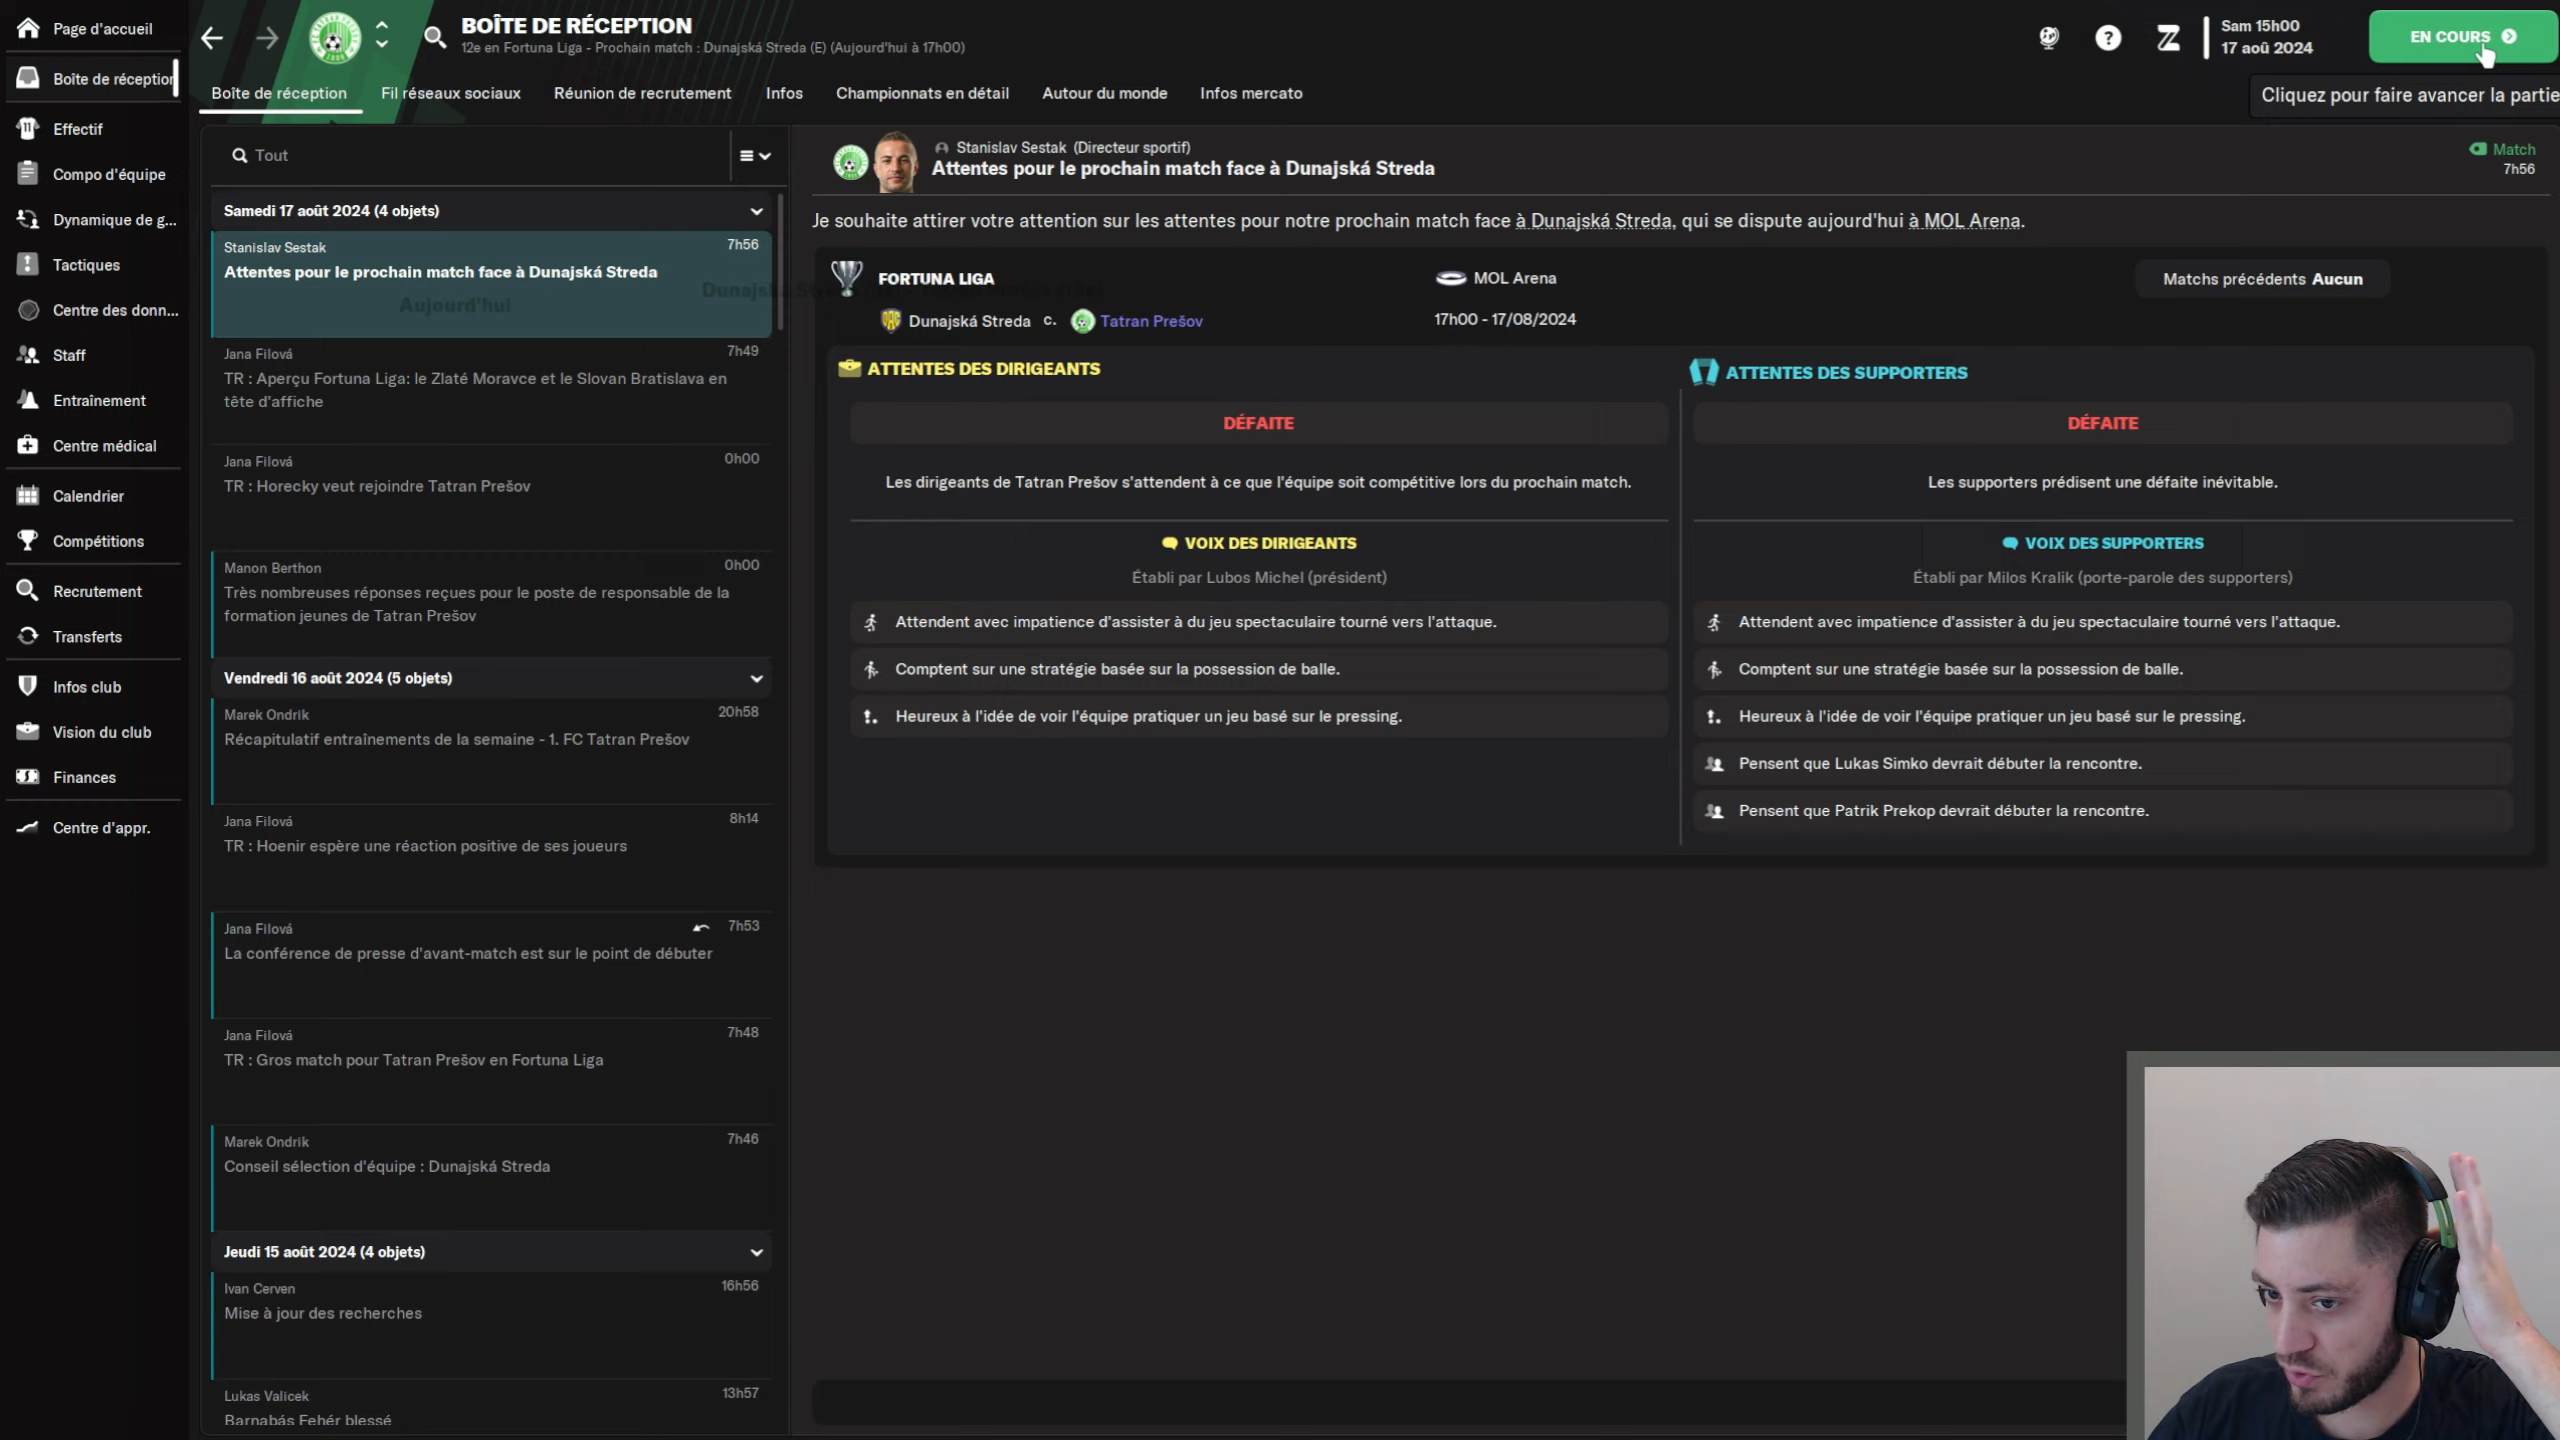 Page d'accueil
Boîte de réception
Effectif
Compo d'équipe
Dynamique de g...
Tactiques
Centre des donn...
Staff
Entraînement
Centre médical
Calendrier
Compétitions
Recrutement
Transferts
Infos club
Vision du club
Finances
Centre d'appr.
BOÎTE DE RÉCEPTION
12e en Fortuna Liga - Prochain match : Dunajská Streda (E) (Aujourd'hui à 17h00)
Sam 15h00
17 aoû 2024
EN COURS
Cliquez pour faire avancer la partie
Boîte de réception
Fil réseaux sociaux
Réunion de recrutement
Infos
Championnats en détail
Autour du monde
Infos mercato
Tout
Samedi 17 août 2024 (4 objets)
Stanislav Sestak
7h56
Attentes pour le prochain match face à Dunajská Streda
Aujourd'hui
Jana Filová
7h49
TR : Aperçu Fortuna Liga: le Zlaté Moravce et le Slovan Bratislava en
tête d'affiche
Jana Filová
0h00
TR : Horecky veut rejoindre Tatran Prešov
Manon Berthon
0h00
Très nombreuses réponses reçues pour le poste de responsable de la
formation jeunes de Tatran Prešov
Vendredi 16 août 2024 (5 objets)
Marek Ondrik
20h58
Récapitulatif entraînements de la semaine - 1. FC Tatran Prešov
Jana Filová
8h14
TR : Hoenir espère une réaction positive de ses joueurs
Jana Filová
7h53
La conférence de presse d'avant-match est sur le point de débuter
Jana Filová
7h48
TR : Gros match pour Tatran Prešov en Fortuna Liga
Marek Ondrik
7h46
Conseil sélection d'équipe : Dunajská Streda
Jeudi 15 août 2024 (4 objets)
Ivan Cerven
16h56
Mise à jour des recherches
Lukas Valicek
13h57
Barnabás Fehér blessé
Stanislav Sestak (Directeur sportif)
Attentes pour le prochain match face à Dunajská Streda
Match
7h56
Je souhaite attirer votre attention sur les attentes pour notre prochain match face à Dunajská Streda, qui se dispute aujourd'hui à MOL Arena.
FORTUNA LIGA
MOL Arena
Matchs précédents Aucun
Dunajská Streda c. Tatran Prešov
17h00 - 17/08/2024
ATTENTES DES DIRIGEANTS
DÉFAITE
Les dirigeants de Tatran Prešov s'attendent à ce que l'équipe soit compétitive lors du prochain match.
VOIX DES DIRIGEANTS
Établi par Lubos Michel (président)
Attendent avec impatience d'assister à du jeu spectaculaire tourné vers l'attaque.
Comptent sur une stratégie basée sur la possession de balle.
Heureux à l'idée de voir l'équipe pratiquer un jeu basé sur le pressing.
ATTENTES DES SUPPORTERS
DÉFAITE
Les supporters prédisent une défaite inévitable.
VOIX DES SUPPORTERS
Établi par Milos Kralik (porte-parole des supporters)
Attendent avec impatience d'assister à du jeu spectaculaire tourné vers l'attaque.
Comptent sur une stratégie basée sur la possession de balle.
Heureux à l'idée de voir l'équipe pratiquer un jeu basé sur le pressing.
Pensent que Lukas Simko devrait débuter la rencontre.
Pensent que Patrik Prekop devrait débuter la rencontre.